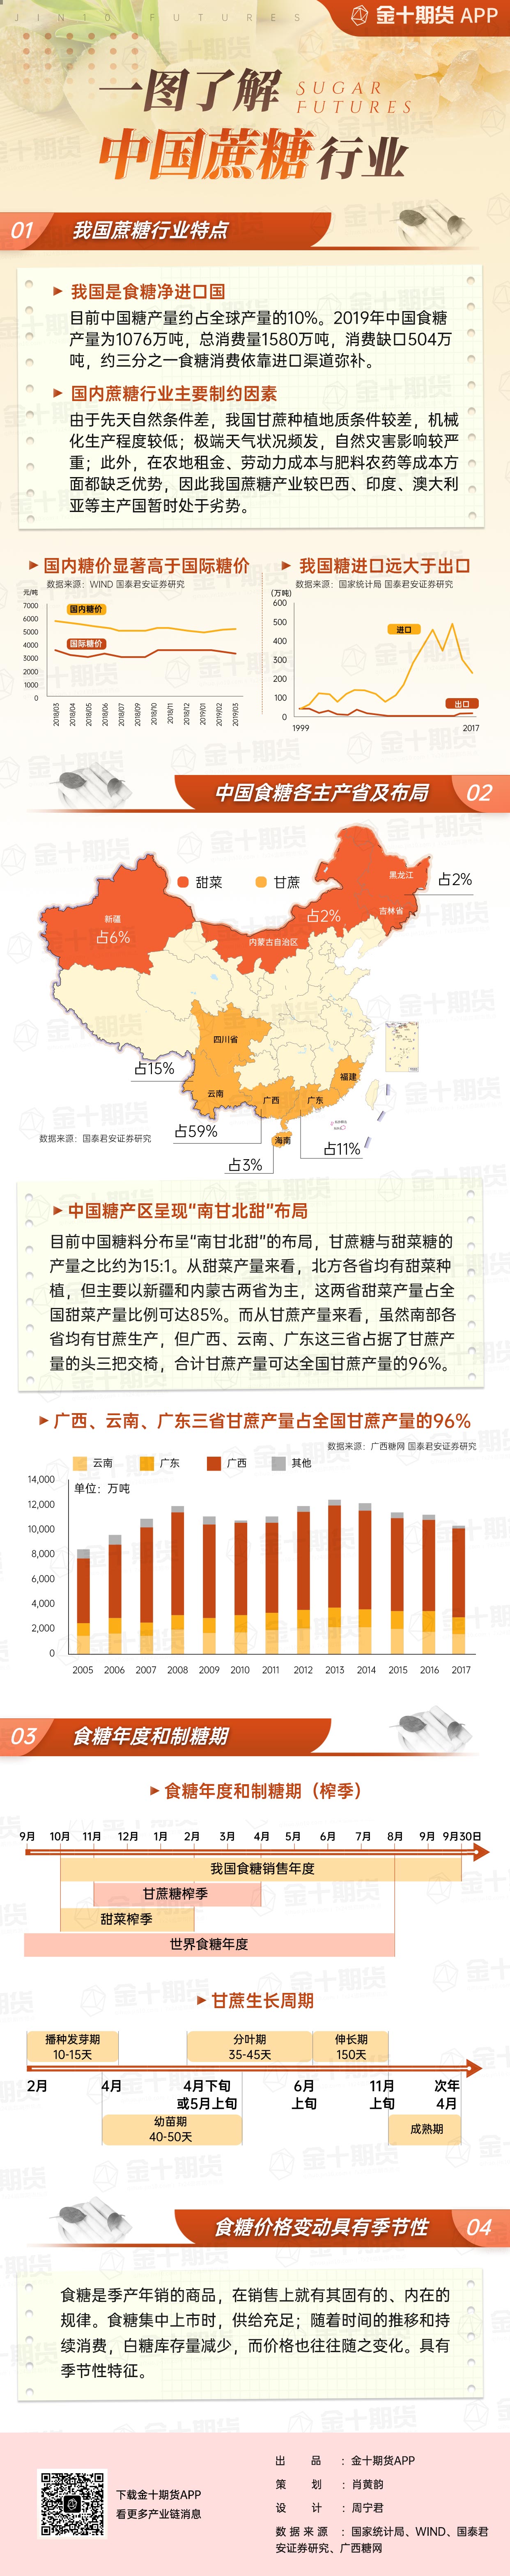 JIN10 FUTURES
金十期货 APP
一图了解
SUGAR
FUTURES
中国蔗糖行业
01 我国蔗糖行业特点
我国是食糖净进口国
目前中国糖产量约占全球产量的10%。2019年中国食糖
产量为1076万吨，总消费量1580万吨，消费缺口504万
吨，约三分之一食糖消费依靠进口渠道弥补。
国内蔗糖行业主要制约因素
由于先天自然条件差，我国甘蔗种植地质条件较差，机械
化生产程度较低；极端天气状况频发，自然灾害影响较严
重；此外，在农地租金、劳动力成本与肥料农药等成本方
面都缺乏优势，因此我国蔗糖产业较巴西、印度、澳大利
亚等主产国暂时处于劣势。
国内糖价显著高于国际糖价
数据来源：WIND 国泰君安证券研究
元/吨
7000
6000
5000
4000
3000
2000
1000
0
国内糖价
国际糖价
2018/03
2018/04
2018/05
2018/06
2018/07
2018/09
2018/10
2018/11
2018/12
2019/01
2019/02
2019/03
我国糖进口远大于出口
数据来源：国家统计局 国泰君安证券研究
(万吨)
600
500
400
300
200
100
0
进口
出口
1999
2017
中国食糖各主产省及布局 02
甜菜
甘蔗
黑龙江
占2%
吉林省
新疆
占6%
占2%
内蒙古自治区
四川省
占15%
云南
广西
广东
福建
海南
占59%
占11%
占3%
数据来源：国泰君安证券研究
中国糖产区呈现“南甘北甜”布局
目前中国糖料分布呈“南甘北甜”的布局，甘蔗糖与甜菜糖的
产量之比约为15:1。从甜菜产量来看，北方各省均有甜菜种
植，但主要以新疆和内蒙古两省为主，这两省甜菜产量占全
国甜菜产量比例可达85%。而从甘蔗产量来看，虽然南部各
省均有甘蔗生产，但广西、云南、广东这三省占据了甘蔗产
量的头三把交椅，合计甘蔗产量可达全国甘蔗产量的96%。
广西、云南、广东三省甘蔗产量占全国甘蔗产量的96%
数据来源：广西糖网 国泰君安证券研究
云南 广东 广西 其他
单位：万吨
14,000
12,000
10,000
8,000
6,000
4,000
2,000
0
2005 2006 2007 2008 2009 2010 2011 2012 2013 2014 2015 2016 2017
03 食糖年度和制糖期
食糖年度和制糖期（榨季）
9月 10月 11月 12月 1月 2月 3月 4月 5月 6月 7月 8月 9月 9月30日
我国食糖销售年度
甘蔗糖榨季
甜菜榨季
世界食糖年度
甘蔗生长周期
播种发芽期
10-15天
分叶期
35-45天
伸长期
150天
2月
4月
4月下旬
或5月上旬
6月
上旬
11月
上旬
次年
4月
幼苗期
40-50天
成熟期
食糖价格变动具有季节性 04
食糖是季产年销的商品，在销售上就有其固有的、内在的
规律。食糖集中上市时，供给充足；随着时间的推移和持
续消费，白糖库存量减少，而价格也往往随之变化。具有
季节性特征。
下载金十期货APP
看更多产业链消息
出品：金十期货APP
策划：肖黄韵
设计：周宁君
数据来源：国家统计局、WIND、国泰君
安证券研究、广西糖网